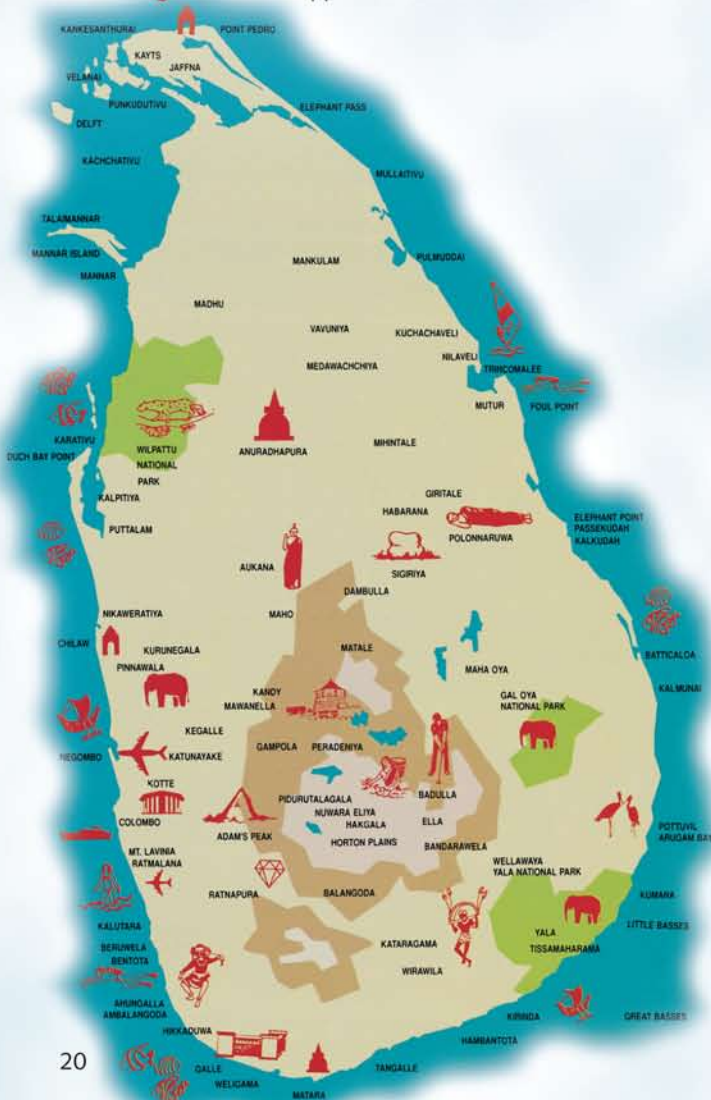 KANKESANTHURAI
POINT PEDRO
KAYTS
JAFFNA
VELANAI
PUNKUDUTIVU
ELEPHANT PASS
DELFT
KACHCHATIVU
MULLAITIVU
TALAIMANNAR
MANNAR ISLAND
MANKULAM
PULMUDDAI
MANNAR
MADHU
VAVUNIYA
KUCHACHAVELI
NILAVELI
MEDAWACHCHIYA
TRINCOMALEE
MUTUR
FOUL POINT
KARATIVU
DUCH BAY POINT
WILPATTU
NATIONAL
PARK
ANURADHAPURA
MIHINTALE
KALPITIYA
GIRITALE
HABARANA
PUTTALAM
POLONNARUWA
ELEPHANT POINT
PASSEKUDAH
KALKUDAH
AUKANA
SIGIRIYA
DAMBULLA
NIKAWERATIYA
MAHO
CHILAW
KURUNEGALA
PINNAWALA
MATALE
MAHA OYA
BATTICALOA
KANDY
MAWANELLA
GAL OYA
NATIONAL PARK
KALMUNAI
KEGALLE
NEGOMBO
KATUNAYAKE
GAMPOLA
PERADENIYA
KOTTE
COLOMBO
PIDURUTALAGALA
NUWARA ELIYA
HAKGALA
HORTON PLAINS
BADULLA
ELLA
BANDARAWELA
ADAM'S PEAK
POTTUVIL
ARUGAM BAY
MT. LAVINIA
RATMALANA
WELLAWAYA
YALA NATIONAL PARK
RATNAPURA
BALANGODA
KUMANA
KALUTARA
LITTLE BASSES
BERUWELA
BENTOTA
KATARAGAMA
YALA
TISSAMAHARAMA
WIRAWILA
AHUNGALLA
AMBALANGODA
KIRINDA
GREAT BASSES
HIKKADUWA
HAMBANTOTA
20
GALLE
WELIGAMA
TANGALLE
MATARA